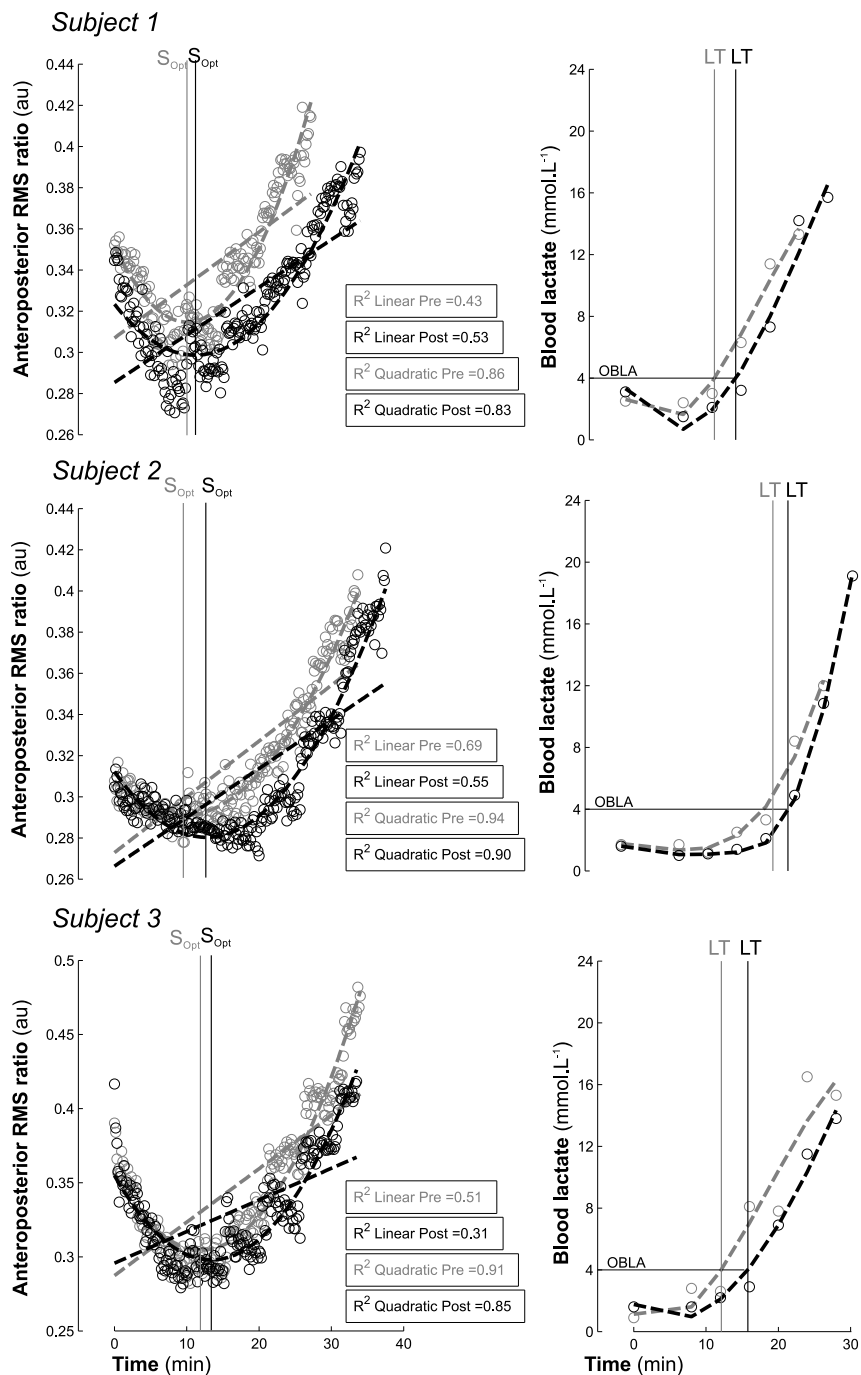 Subject 1
S_Opt S_Opt
Anteroposterior RMS ratio (au)
0.44
0.42
0.4
0.38
0.36
0.34
0.32
0.3
0.28
0.26
R² Linear Pre =0.43
R² Linear Post =0.53
R² Quadratic Pre =0.86
R² Quadratic Post =0.83
LT LT
Blood lactate (mmol.L⁻¹)
24
20
16
12
8
4
0
OBLA
Subject 2
S_Opt S_Opt
Anteroposterior RMS ratio (au)
0.44
0.42
0.4
0.38
0.36
0.34
0.32
0.3
0.28
0.26
R² Linear Pre =0.69
R² Linear Post =0.55
R² Quadratic Pre =0.94
R² Quadratic Post =0.90
LT LT
Blood lactate (mmol.L⁻¹)
24
20
16
12
8
4
0
OBLA
Subject 3
S_Opt S_Opt
Anteroposterior RMS ratio (au)
0.5
0.45
0.4
0.35
0.3
0.25
R² Linear Pre =0.51
R² Linear Post =0.31
R² Quadratic Pre =0.91
R² Quadratic Post =0.85
0 10 20 30 40
Time (min)
LT LT
Blood lactate (mmol.L⁻¹)
24
20
16
12
8
4
0
OBLA
0 10 20 30
Time (min)